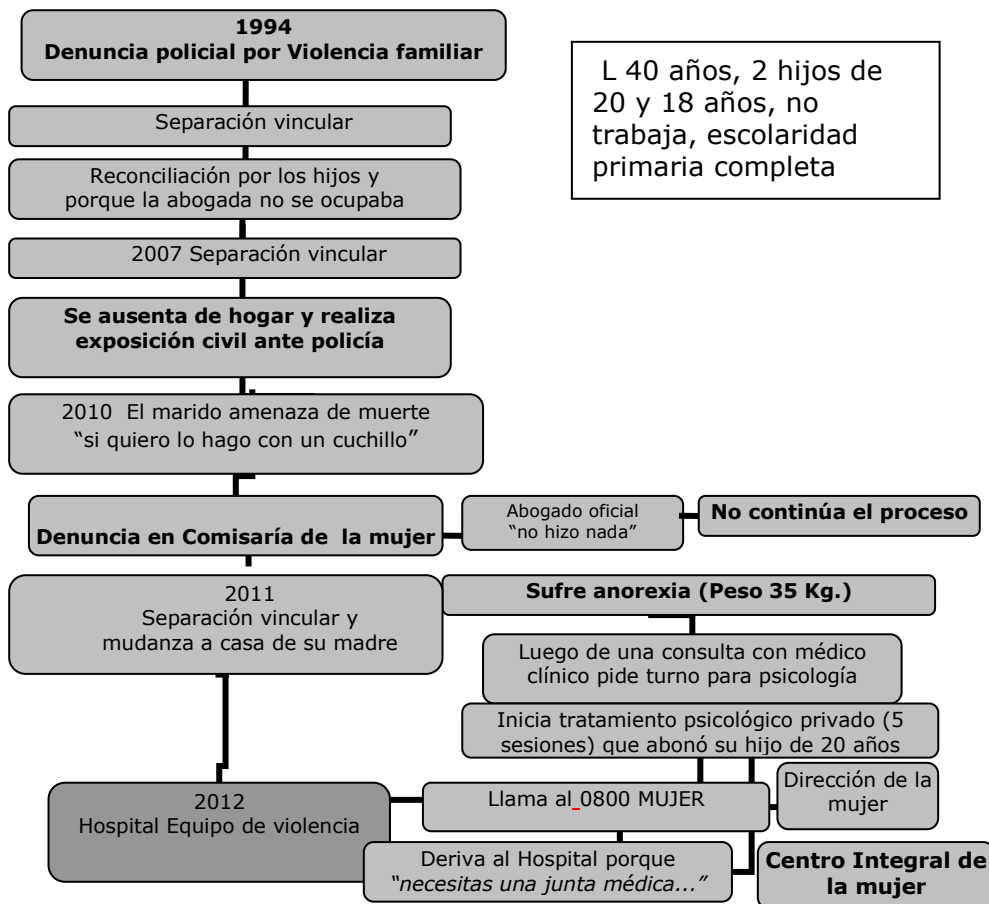 1994
Denuncia policial por Violencia familiar
L 40 años, 2 hijos de
20 y 18 años, no
trabaja, escolaridad
primaria completa
Separación vincular
Reconciliación por los hijos y
porque la abogada no se ocupaba
2007 Separación vincular
Se ausenta de hogar y realiza
exposición civil ante policía
2010 El marido amenaza de muerte
“si quiero lo hago con un cuchillo”
Denuncia en Comisaría de la mujer
Abogado oficial
“no hizo nada”
No continúa el proceso
2011
Separación vincular y
mudanza a casa de su madre
Sufre anorexia (Peso 35 Kg.)
Luego de una consulta con médico
clínico pide turno para psicología
Inicia tratamiento psicológico privado (5
sesiones) que abonó su hijo de 20 años
2012
Hospital Equipo de violencia
Llama al 0800 MUJER
Dirección de la
mujer
Deriva al Hospital porque
“necesitas una junta médica...”
Centro Integral de
la mujer